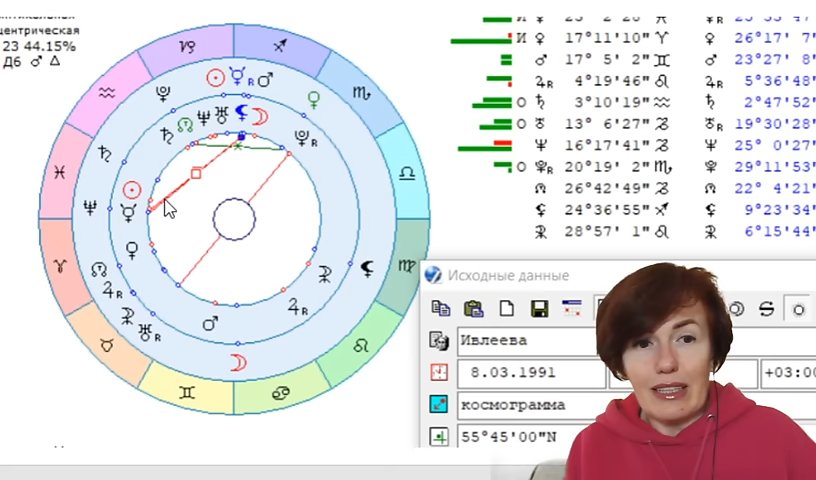 центрическая
23 44.15%
Д6 ♂ △
И ♀ 17°11'10" ♈ ♀ 26°17' 7"
♂ 17° 5' 2" ♊ ♂ 23°27' 8"
♃R 4°19'46" ♌ ♃R 5°36'48"
О ♄ 3°10'19" ♒ ♄ 2°47'52"
О ♅ 13° 6'27" ♑ ♅R 19°30'28"
♆ 16°17'41" ♑ ♆ 25° 0'27"
О ♇R 20°19' 2" ♏ ♇R 29°11'53"
☊ 26°42'49" ♑ ☊ 22° 4'21"
⚸ 24°36'55" ♐ ⚸ 9°23'34"
28°57' 1" ♌ 6°15'44"
Исходные данные
Ивлеева
8.03.1991 +03:00
космограмма
55°45'00"N